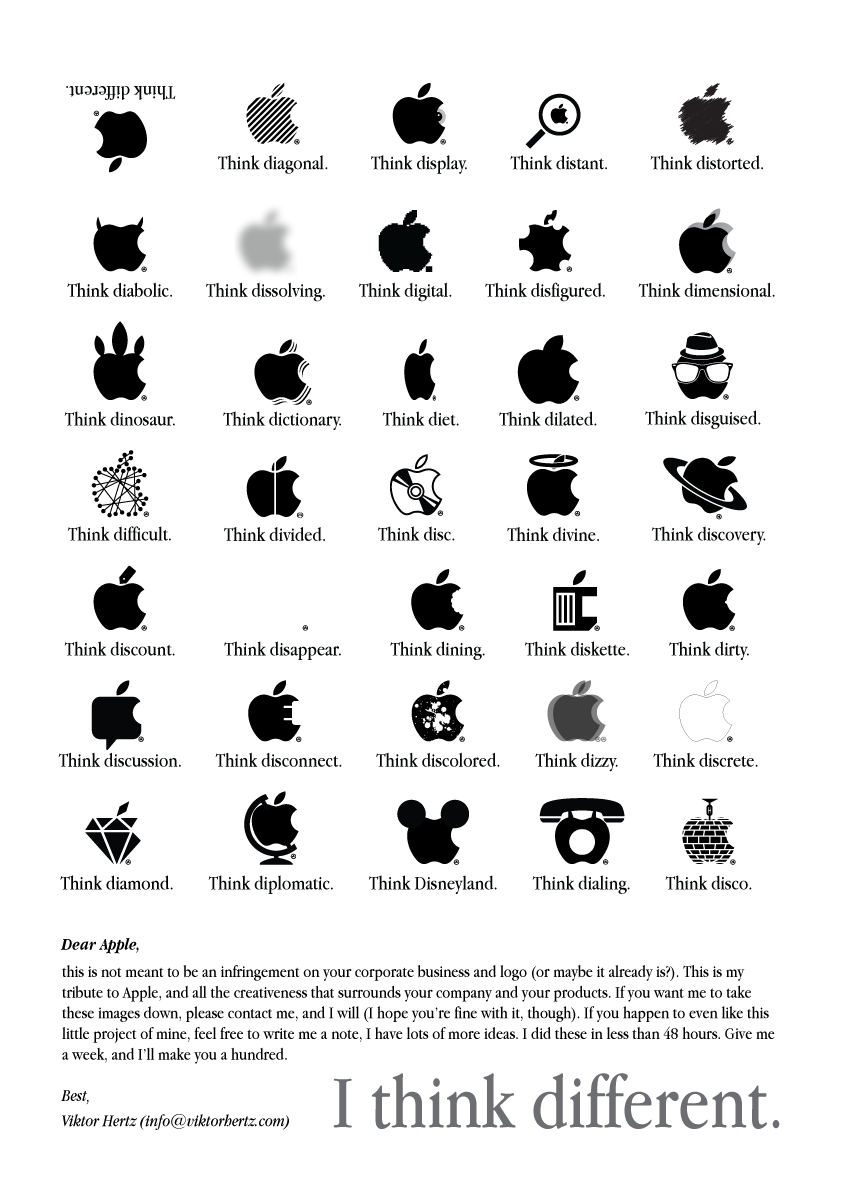 Think different.
Think diagonal.
Think display.
Think distant.
Think distorted.
Think diabolic.
Think dissolving.
Think digital.
Think disfigured.
Think dimensional.
Think dinosaur.
Think dictionary.
Think diet.
Think dilated.
Think disguised.
Think difficult.
Think divided.
Think disc.
Think divine.
Think discovery.
Think discount.
Think disappear.
Think dining.
Think diskette.
Think dirty.
Think discussion.
Think disconnect.
Think discolored.
Think dizzy.
Think discrete.
Think diamond.
Think diplomatic.
Think Disneyland.
Think dialing.
Think disco.
Dear Apple,
this is not meant to be an infringement on your corporate business and logo (or maybe it already is?). This is my
tribute to Apple, and all the creativeness that surrounds your company and your products. If you want me to take
these images down, please contact me, and I will (I hope you're fine with it, though). If you happen to even like this
little project of mine, feel free to write me a note, I have lots of more ideas. I did these in less than 48 hours. Give me
a week, and I'll make you a hundred.
Best,
Viktor Hertz (info@viktorhertz.com)
I think different.